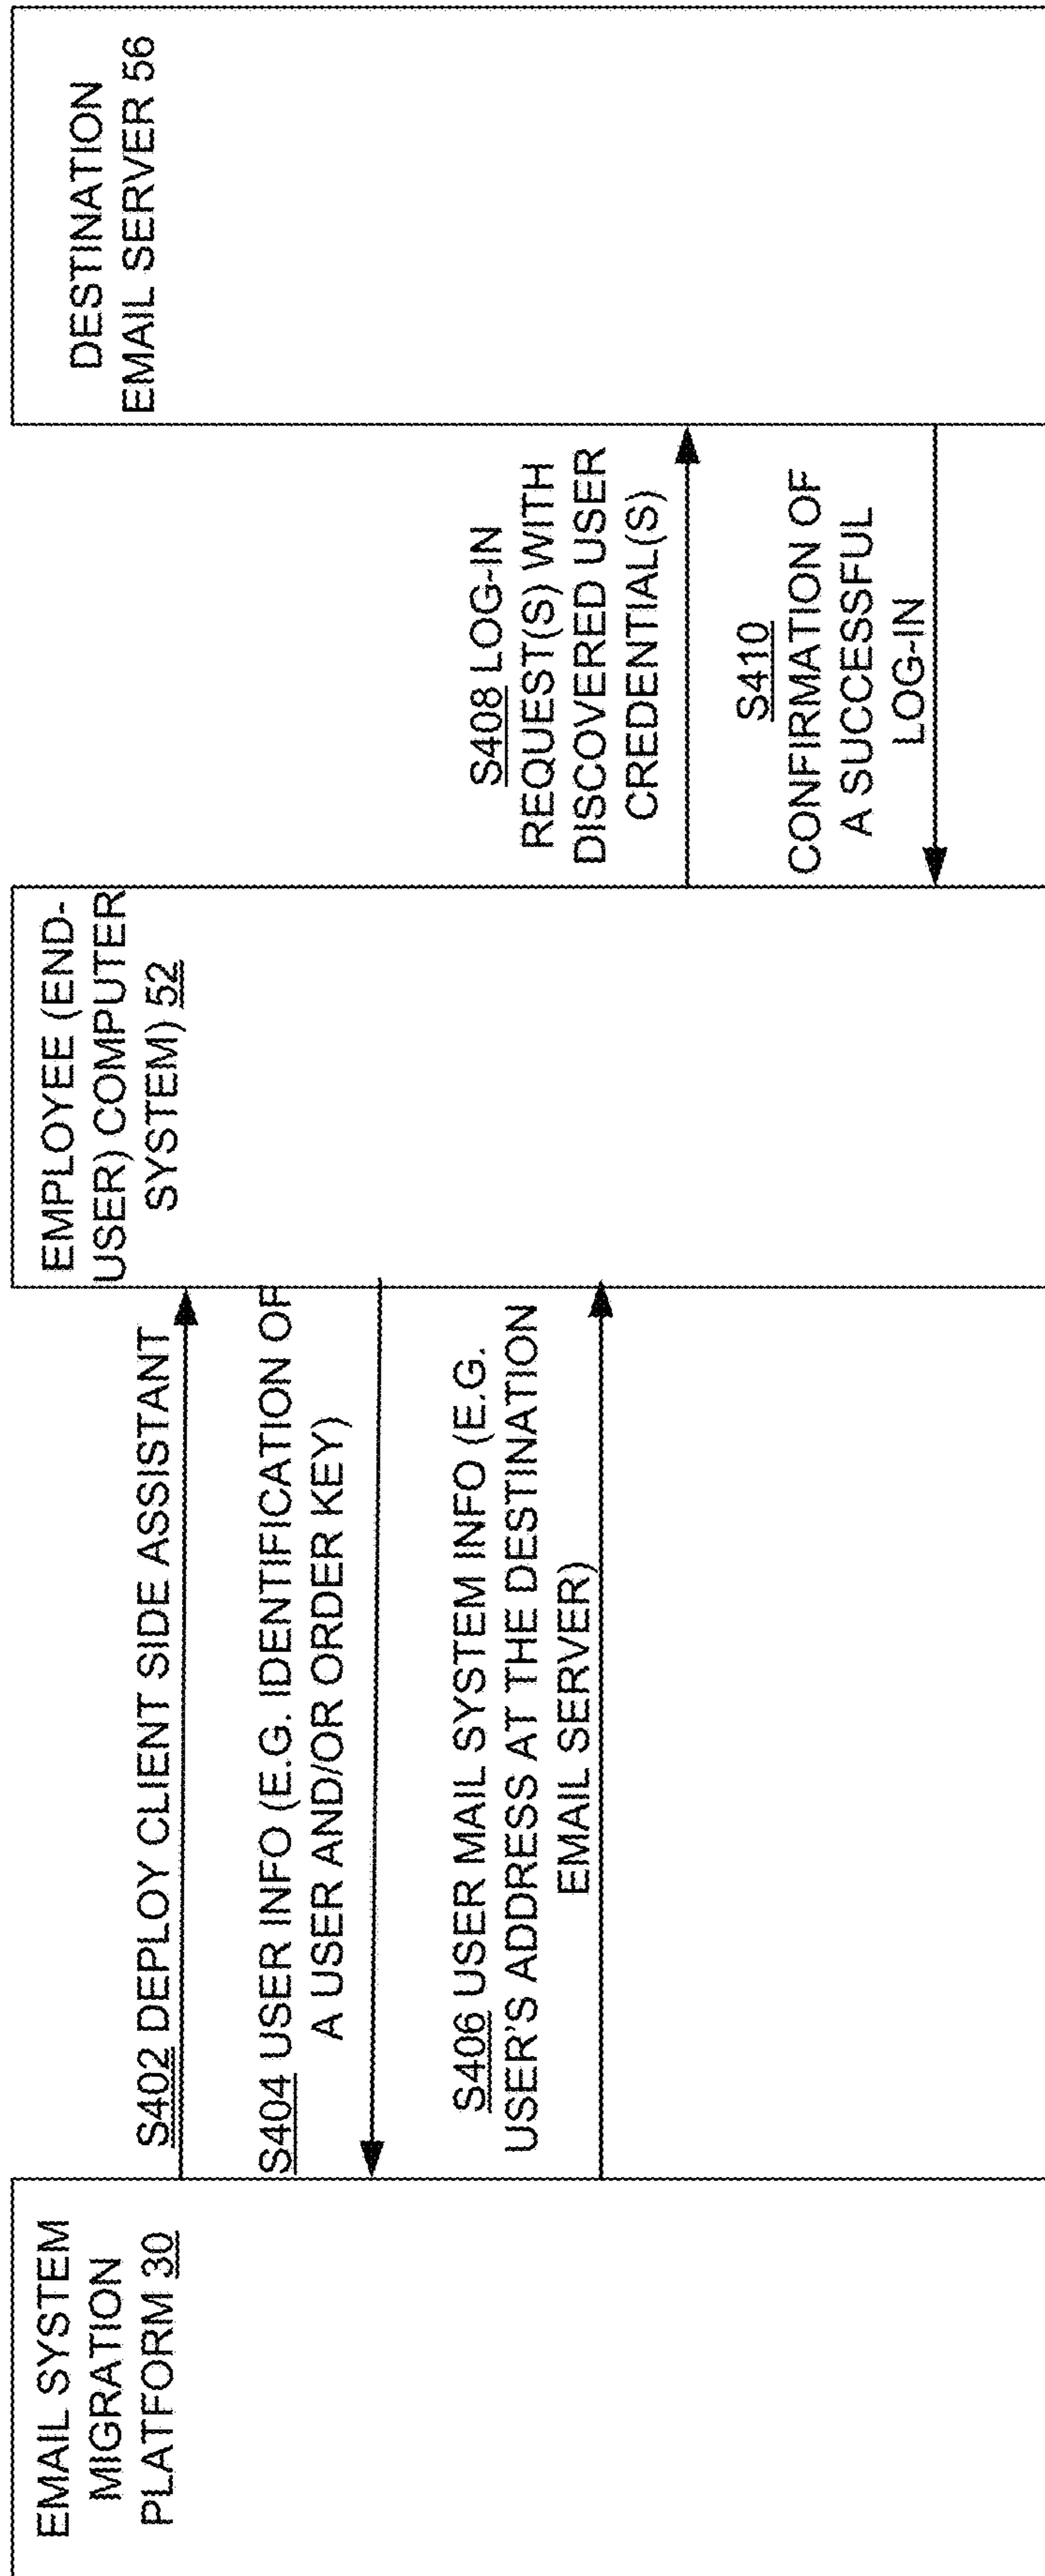 EMAIL SYSTEM
MIGRATION
PLATFORM 30
S402 DEPLOY CLIENT SIDE ASSISTANT
S404 USER INFO (E.G. IDENTIFICATION OF
A USER AND/OR ORDER KEY)
S406 USER MAIL SYSTEM INFO (E.G.
USER'S ADDRESS AT THE DESTINATION
EMAIL SERVER)
EMPLOYEE (END-
USER) COMPUTER
SYSTEM) 52
S408 LOG-IN
REQUEST(S) WITH
DISCOVERED USER
CREDENTIAL(S)
S410
CONFIRMATION OF
A SUCCESSFUL
LOG-IN
DESTINATION
EMAIL SERVER 56